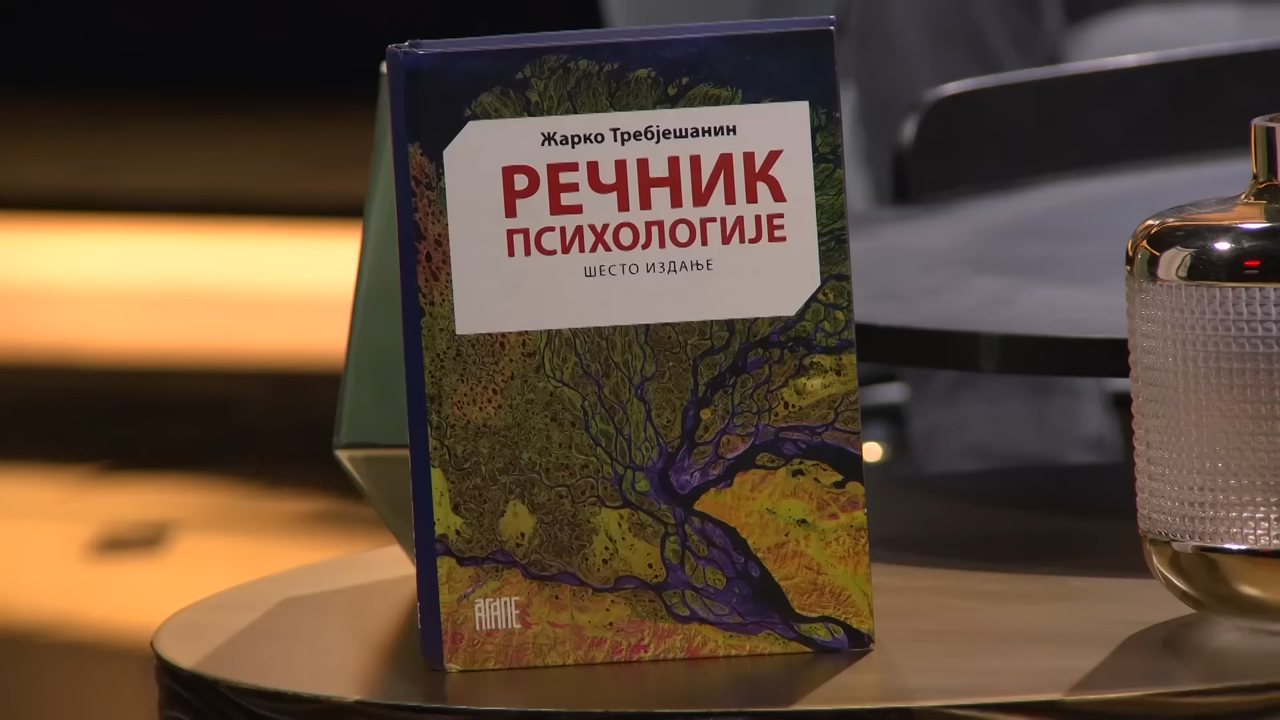 Жарко Требјешанин
РЕЧНИК
ПСИХОЛОГИЈЕ
ШЕСТО ИЗДАЊЕ
АГАПЕ